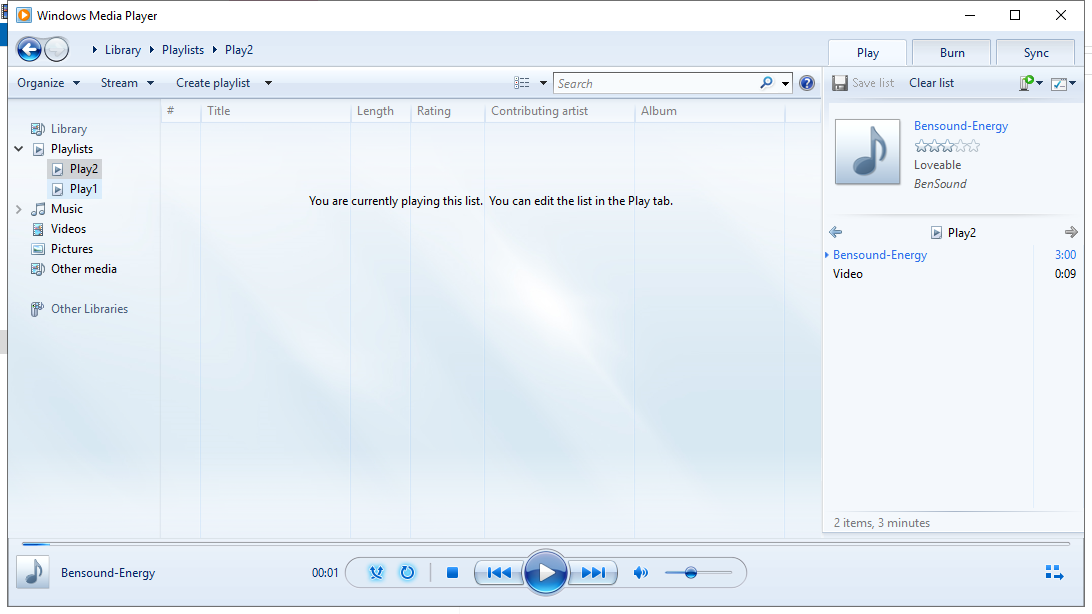 Windows Media Player
Library Playlists Play2
Play Burn Sync
Organize Stream Create playlist Search Save list Clear list
# Title Length Rating Contributing artist Album
Library
Playlists
Play2
Play1
Music
Videos
Pictures
Other media
Other Libraries
You are currently playing this list. You can edit the list in the Play tab.
Bensound-Energy
Loveable
BenSound
Play2
Bensound-Energy 3:00
Video 0:09
2 items, 3 minutes
Bensound-Energy 00:01